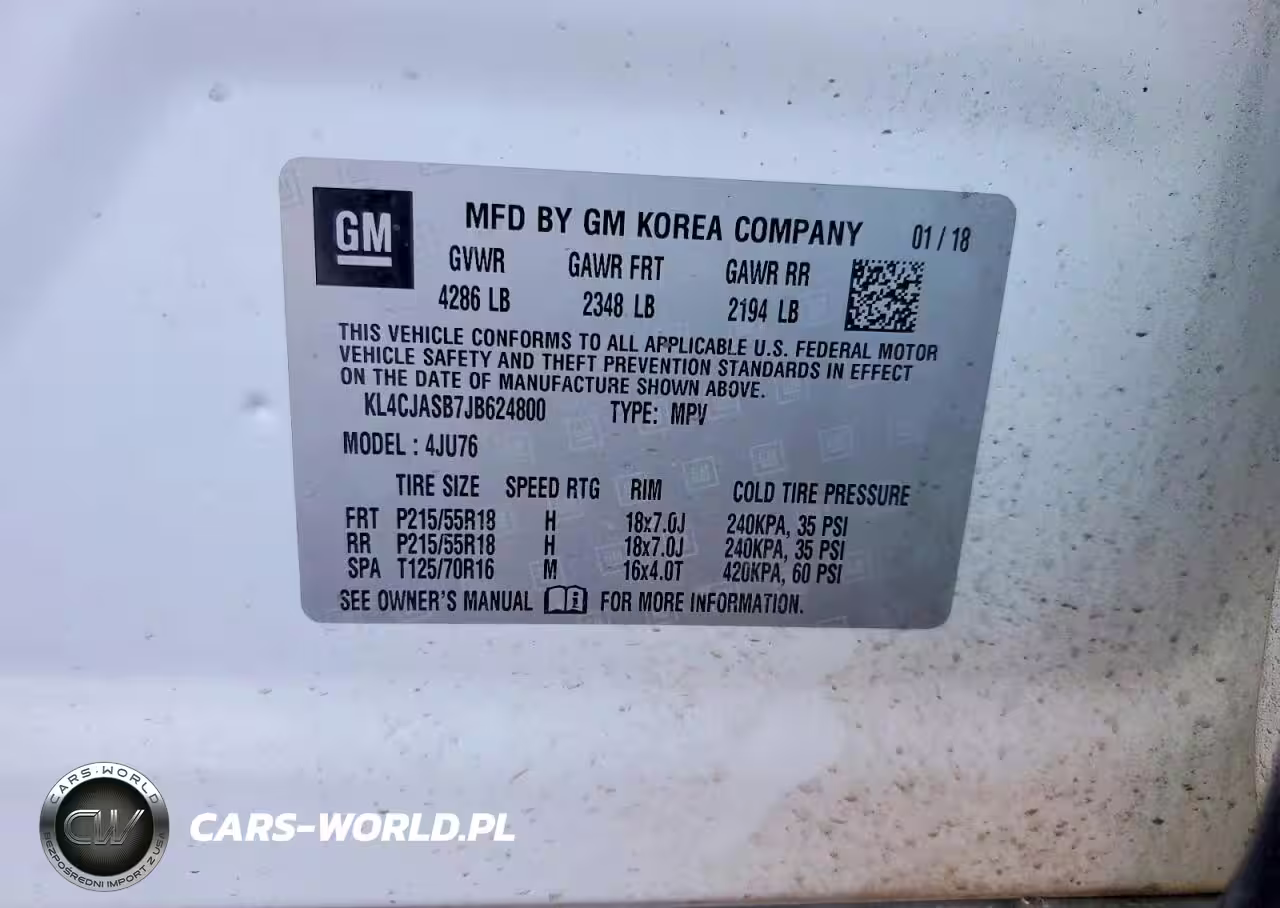 GM
MFD BY GM KOREA COMPANY 01 / 18
GVWR GAWR FRT GAWR RR
4286 LB 2348 LB 2194 LB
THIS VEHICLE CONFORMS TO ALL APPLICABLE U.S. FEDERAL MOTOR
VEHICLE SAFETY AND THEFT PREVENTION STANDARDS IN EFFECT
ON THE DATE OF MANUFACTURE SHOWN ABOVE.
KL4CJASB7JB624800 TYPE: MPV
MODEL : 4JU76
TIRE SIZE SPEED RTG RIM COLD TIRE PRESSURE
FRT P215/55R18 H 18x7.0J 240KPA, 35 PSI
RR P215/55R18 H 18x7.0J 240KPA, 35 PSI
SPA T125/70R16 M 16x4.0T 420KPA, 60 PSI
SEE OWNER'S MANUAL FOR MORE INFORMATION.
CARS-WORLD
CW
BEZPOŚREDNI IMPORT Z USA
CARS-WORLD.PL